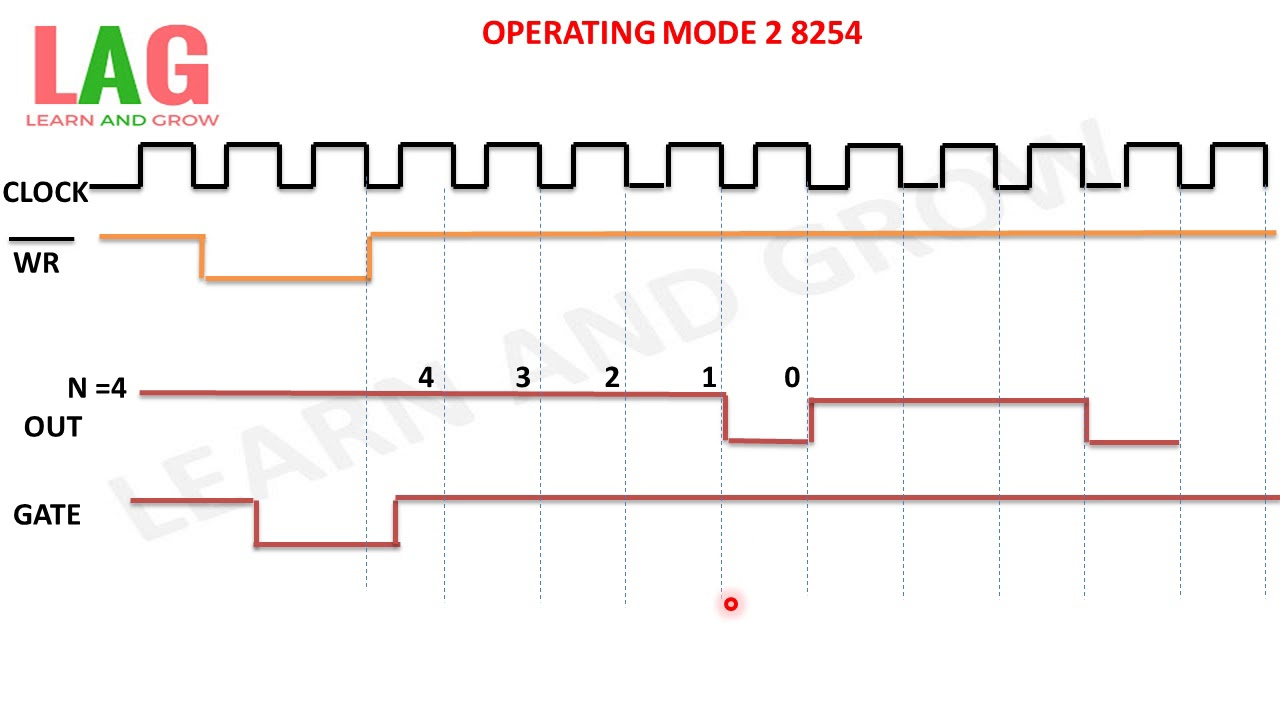 LAG
LEARN AND GROW
OPERATING MODE 2 8254
CLOCK
WR
N =4
4 3 2 1 0
OUT
GATE
LEARN AND GROW